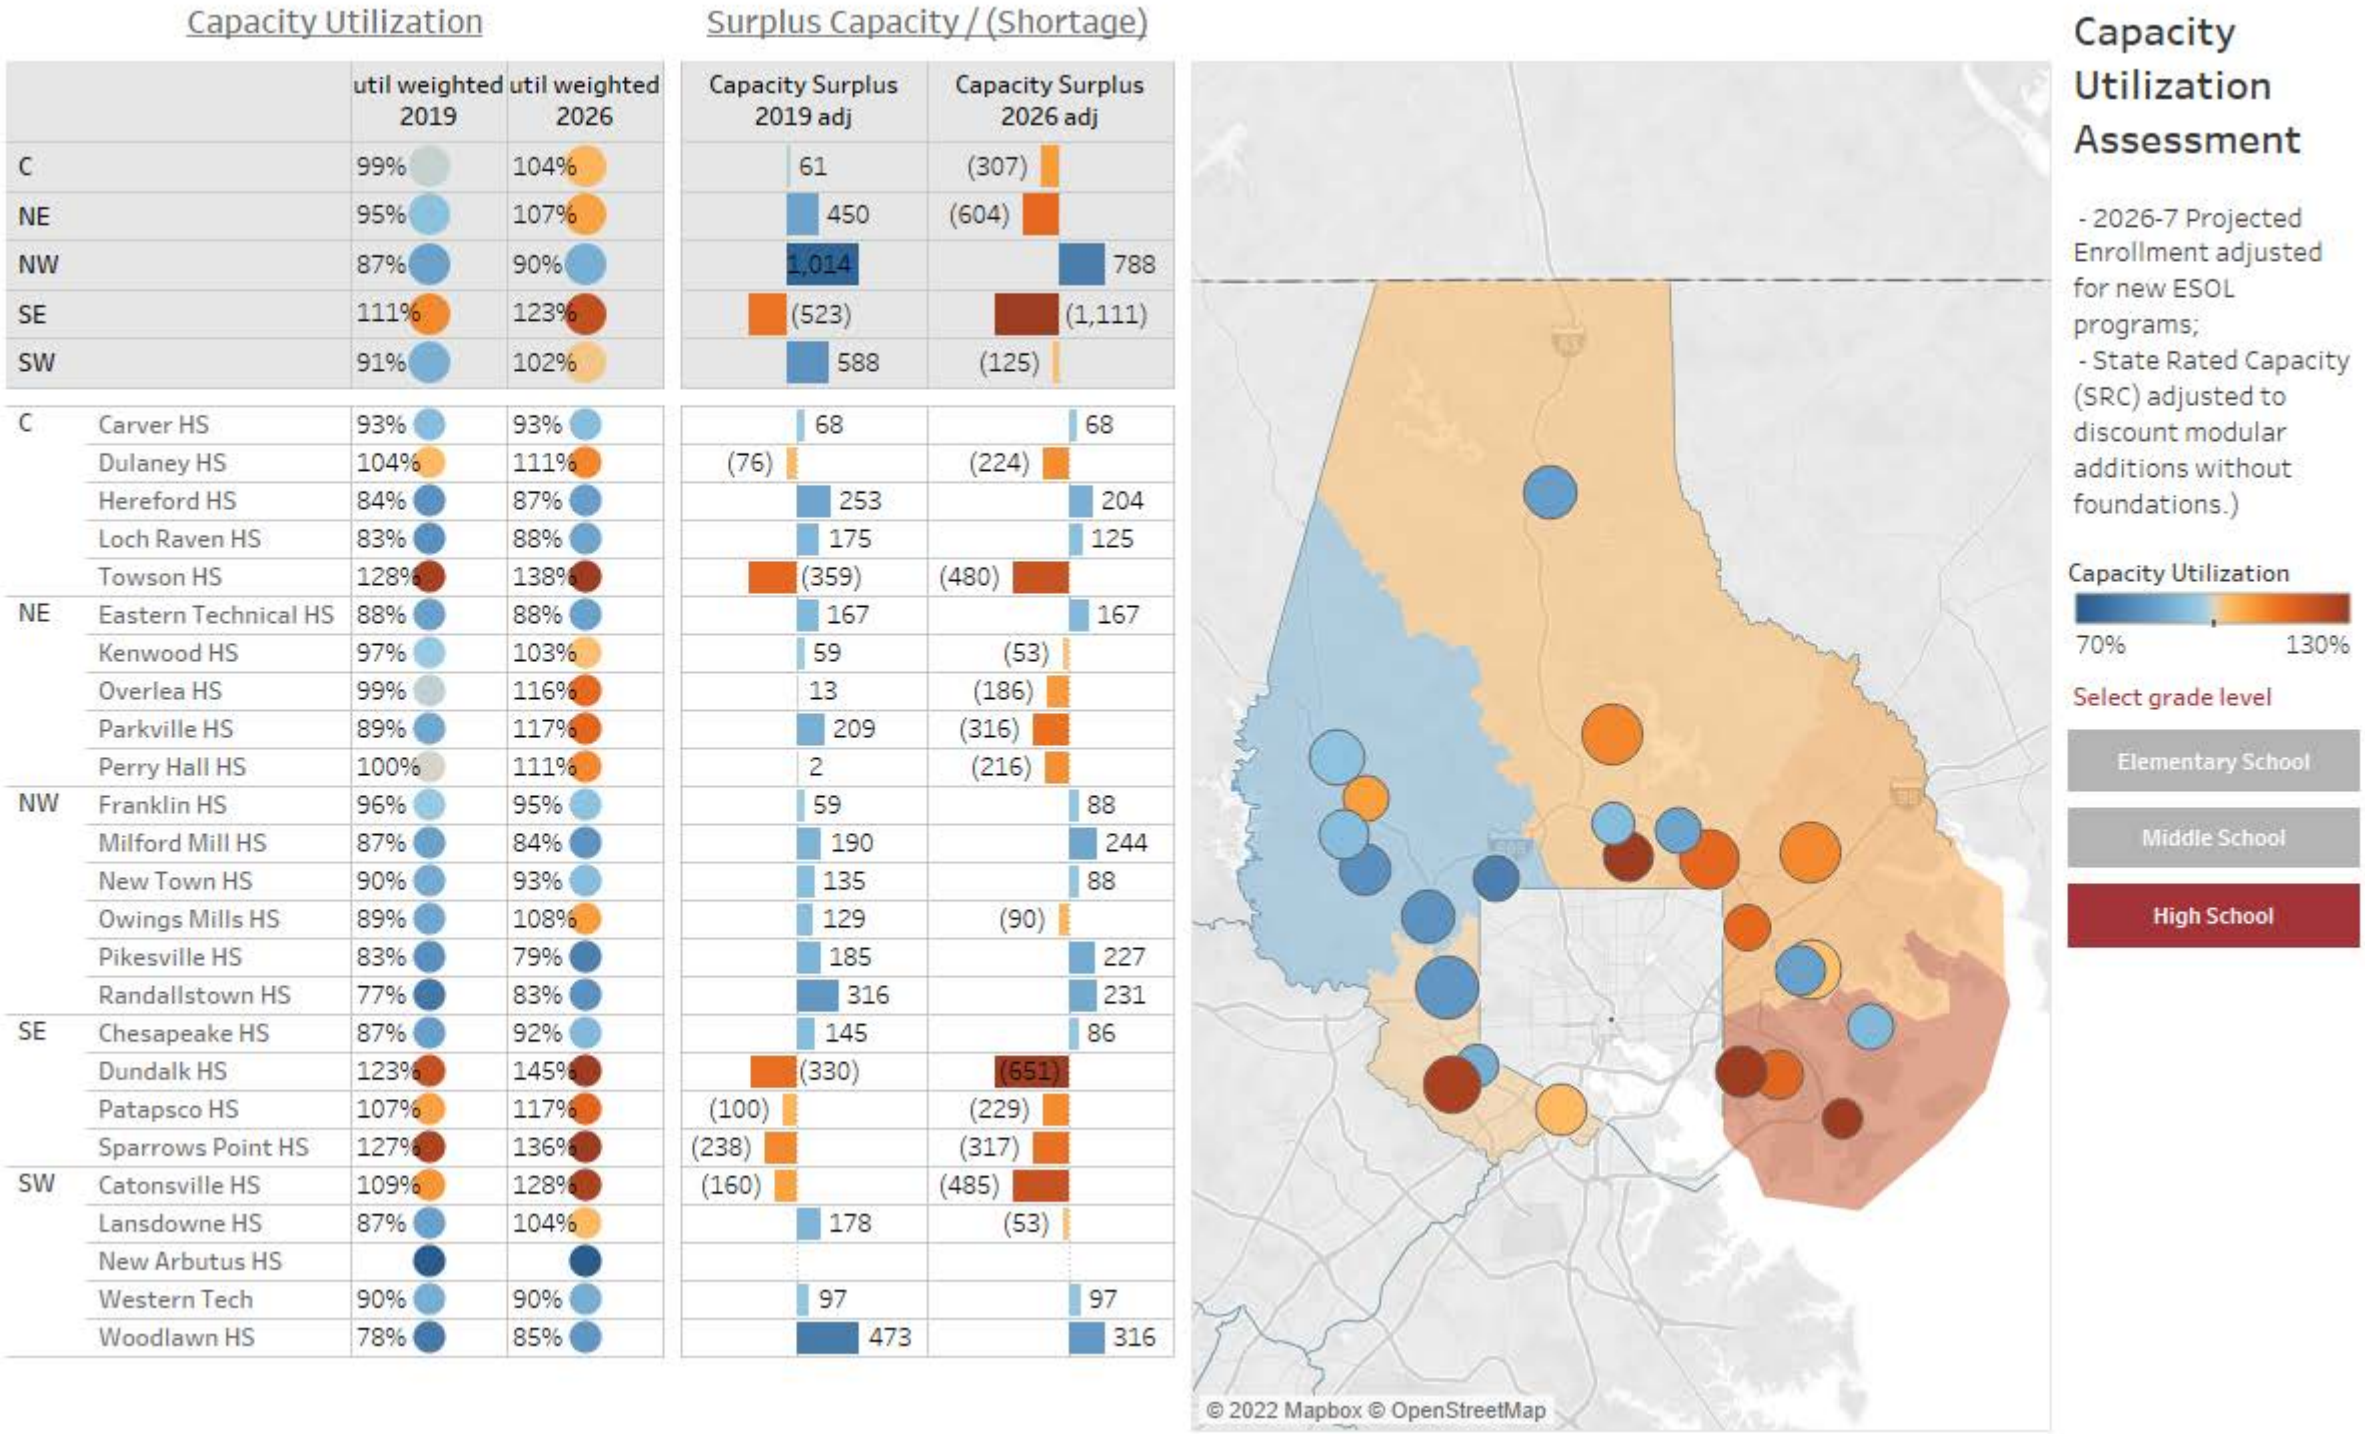 Capacity Utilization
Surplus Capacity / (Shortage)
util weighted 2019 util weighted 2026 Capacity Surplus 2019 adj Capacity Surplus 2026 adj
C 99% 104% 61 (307)
NE 95% 107% 450 (604)
NW 87% 90% 1,014 788
SE 111% 123% (523) (1,111)
SW 91% 102% 588 (125)
C Carver HS 93% 93% 68 68
Dulaney HS 104% 111% (76) (224)
Hereford HS 84% 87% 253 204
Loch Raven HS 83% 88% 175 125
Towson HS 128% 138% (359) (480)
NE Eastern Technical HS 88% 88% 167 167
Kenwood HS 97% 103% 59 (53)
Overlea HS 99% 116% 13 (186)
Parkville HS 89% 117% 209 (316)
Perry Hall HS 100% 111% 2 (216)
NW Franklin HS 96% 95% 59 88
Milford Mill HS 87% 84% 190 244
New Town HS 90% 93% 135 88
Owings Mills HS 89% 108% 129 (90)
Pikesville HS 83% 79% 185 227
Randallstown HS 77% 83% 316 231
SE Chesapeake HS 87% 92% 145 86
Dundalk HS 123% 145% (330) (651)
Patapsco HS 107% 117% (100) (229)
Sparrows Point HS 127% 136% (238) (317)
SW Catonsville HS 109% 128% (160) (485)
Lansdowne HS 87% 104% 178 (53)
New Arbutus HS
Western Tech 90% 90% 97 97
Woodlawn HS 78% 85% 473 316
© 2022 Mapbox © OpenStreetMap
Capacity
Utilization
Assessment
- 2026-7 Projected
Enrollment adjusted
for new ESOL
programs;
- State Rated Capacity
(SRC) adjusted to
discount modular
additions without
foundations.)
Capacity Utilization
70% 130%
Select grade level
Elementary School
Middle School
High School